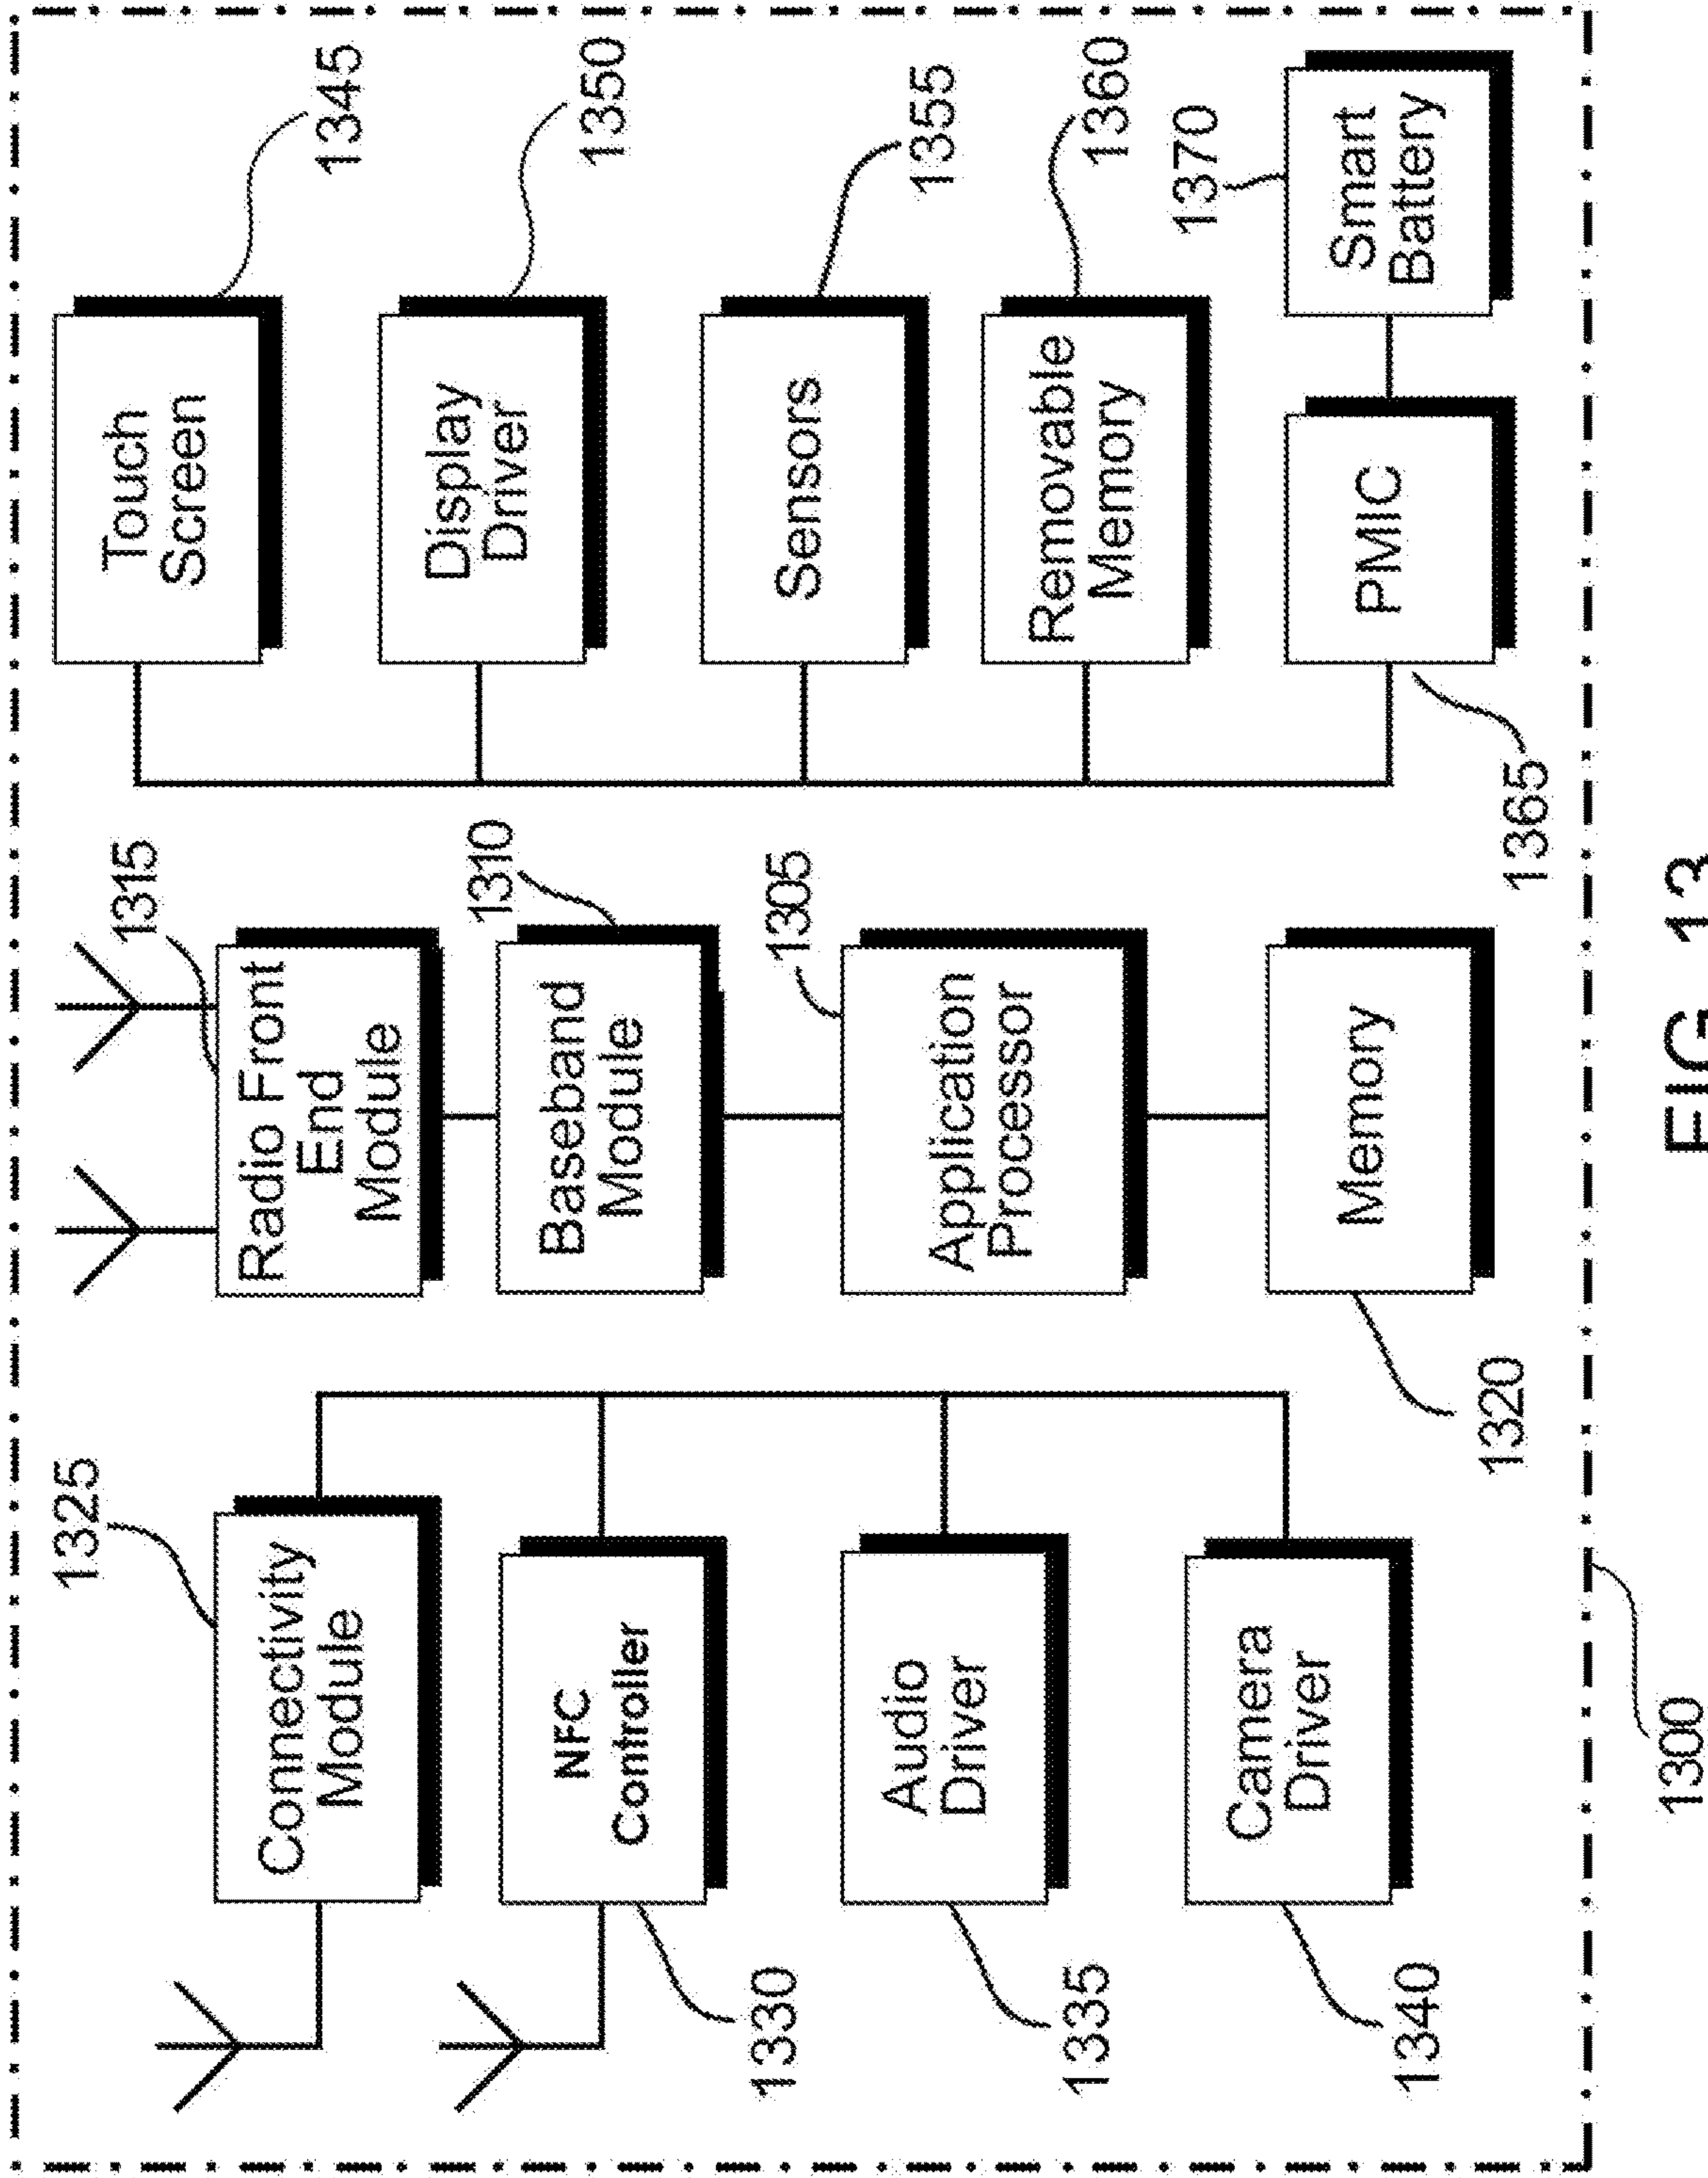 1325
Connectivity
Module
NFC
Controller
1330
Audio
Driver
1335
Camera
Driver
1340
1315
Radio Front
End
Module
1310
Baseband
Module
1305
Application
Processor
Memory
1320
Touch
Screen
1345
Display
Driver
1350
Sensors
1355
Removable
Memory
1360
PMIC
1365
Smart
Battery
1370
1300
FIG. 13